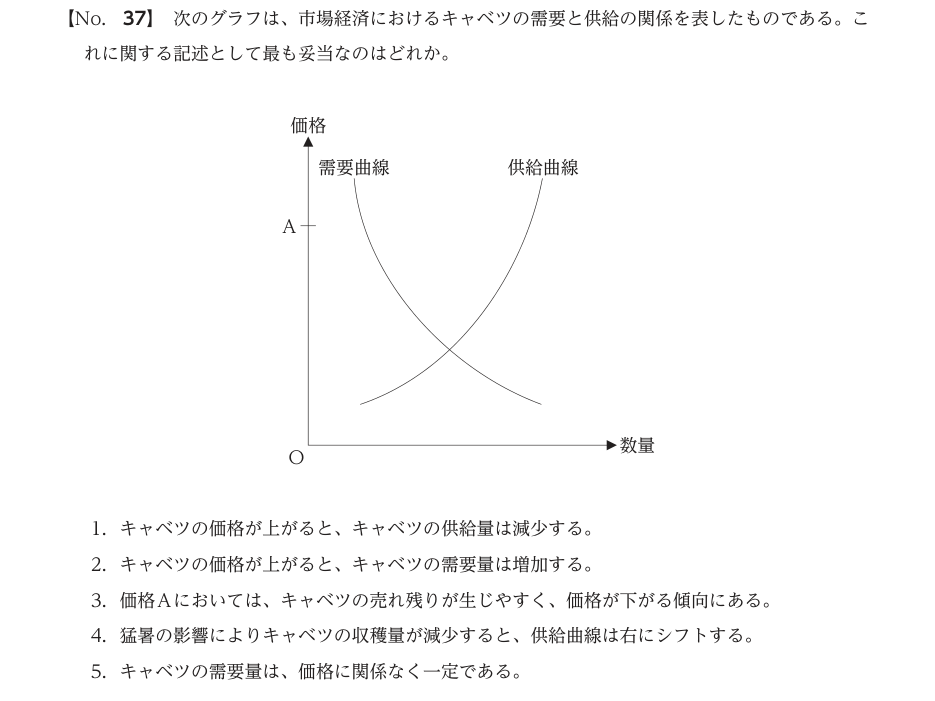 【No. 37】 次のグラフは、市場経済におけるキャベツの需要と供給の関係を表したものである。こ
れに関する記述として最も妥当なのはどれか。
価格
需要曲線 供給曲線
A
O
数量
1. キャベツの価格が上がると、キャベツの供給量は減少する。
2. キャベツの価格が上がると、キャベツの需要量は増加する。
3. 価格Aにおいては、キャベツの売れ残りが生じやすく、価格が下がる傾向にある。
4. 猛暑の影響によりキャベツの収穫量が減少すると、供給曲線は右にシフトする。
5. キャベツの需要量は、価格に関係なく一定である。